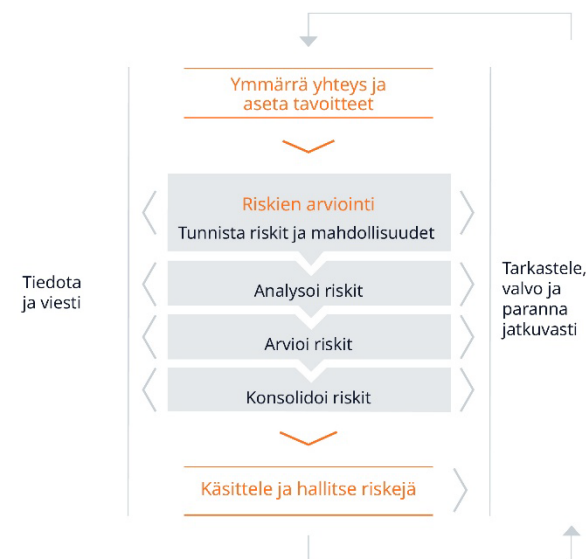 Ymmärrä yhteys ja
aseta tavoitteet
Riskien arviointi
Tunnista riskit ja mahdollisuudet
Tiedota
ja viesti
Analysoi riskit
Arvioi riskit
Konsolidoi riskit
Tarkastele,
valvo ja
paranna
jatkuvasti
Käsittele ja hallitse riskejä